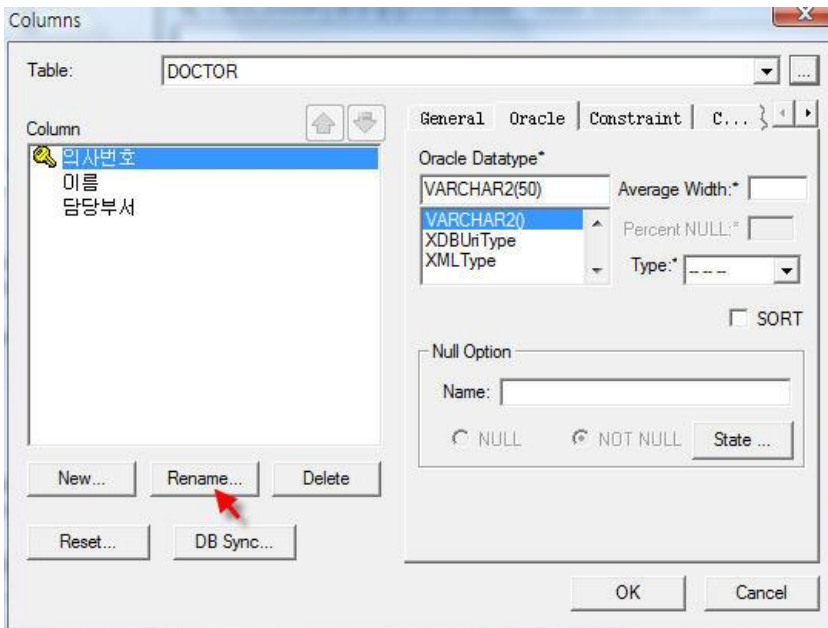 Columns
Table: DOCTOR ...
Column
의사번호
이름
담당부서
New... Rename... Delete
Reset... DB Sync...
General Oracle Constraint C...
Oracle Datatype*
VARCHAR2(50) Average Width:*
VARCHAR2() Percent NULL:*
XDBUriType
XMLType Type:* ---
SORT
Null Option
Name:
NULL NOT NULL State ...
OK Cancel